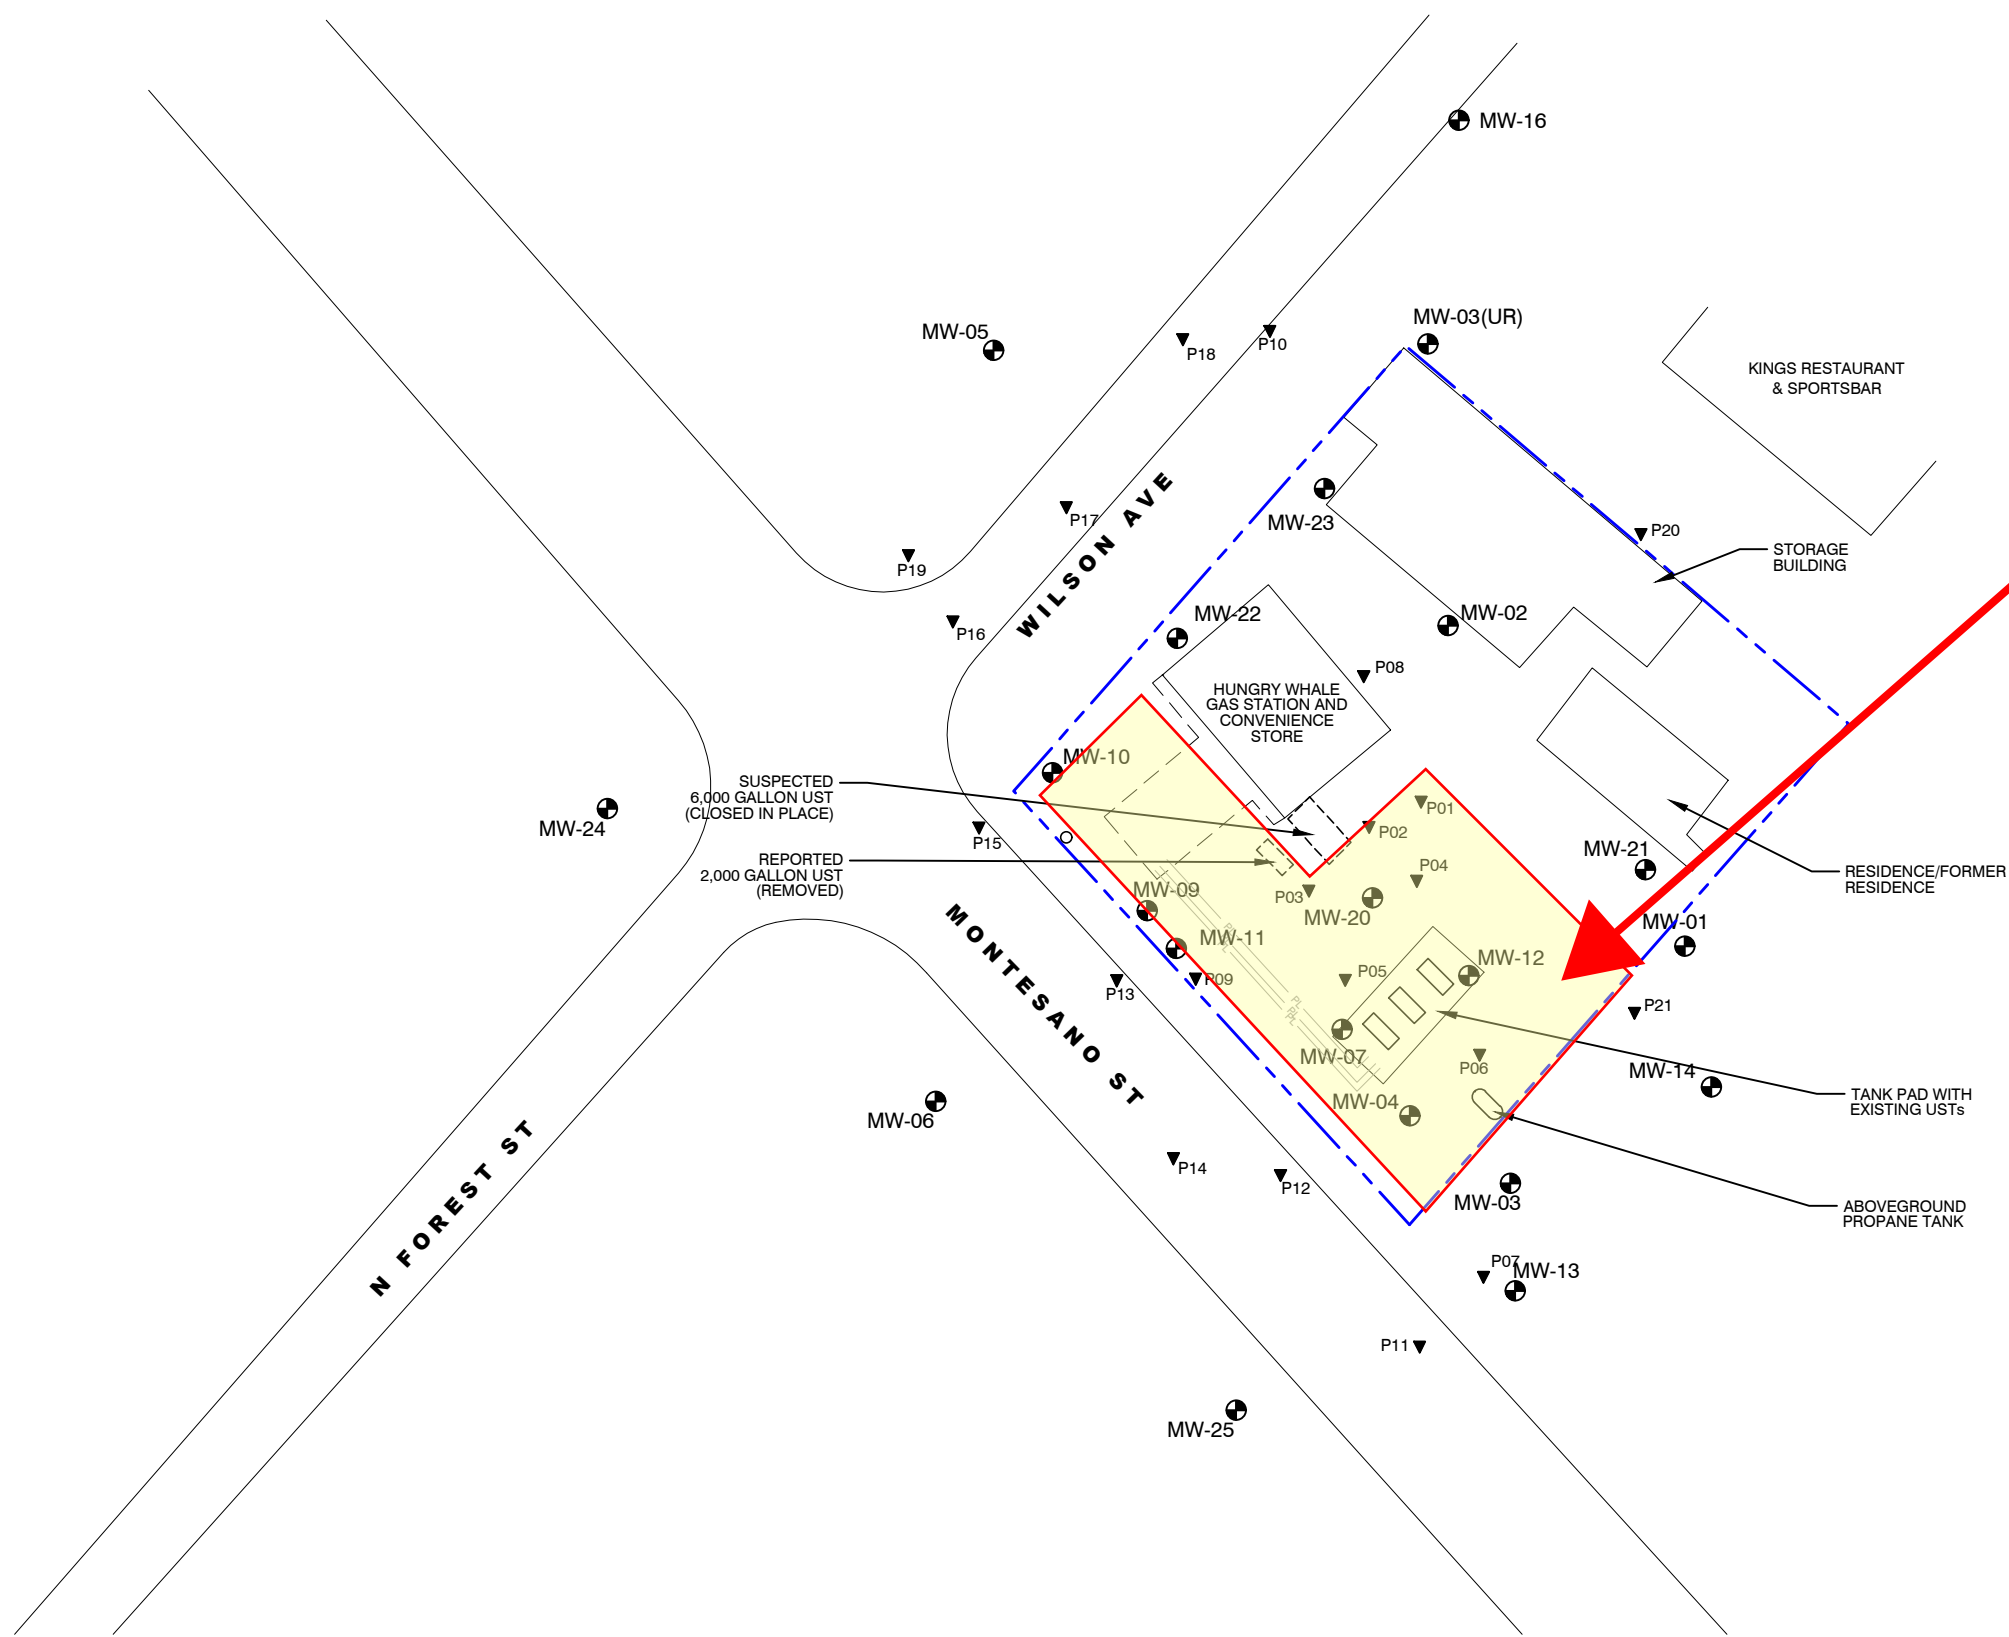 MW-16
MW-03(UR)
MW-05
P18
P10
KINGS RESTAURANT
& SPORTSBAR
WILSON AVE
P17
MW-23
P20
STORAGE
BUILDING
P19
P16
MW-22
MW-02
P08
HUNGRY WHALE
GAS STATION AND
CONVENIENCE
STORE
MW-10
SUSPECTED
6,000 GALLON UST
(CLOSED IN PLACE)
P01
MW-24
P15
P02
MW-21
REPORTED
2,000 GALLON UST
(REMOVED)
P04
RESIDENCE/FORMER
RESIDENCE
MW-09
P03
MW-20
MW-01
MW-11
MW-12
MONTESANO ST
P13
P09
P05
P21
PL
PL
PL
PL
MW-07
P06
MW-14
TANK PAD WITH
EXISTING USTs
MW-04
MW-06
N FOREST ST
P14
P12
MW-03
ABOVEGROUND
PROPANE TANK
P07
MW-13
P11
MW-25